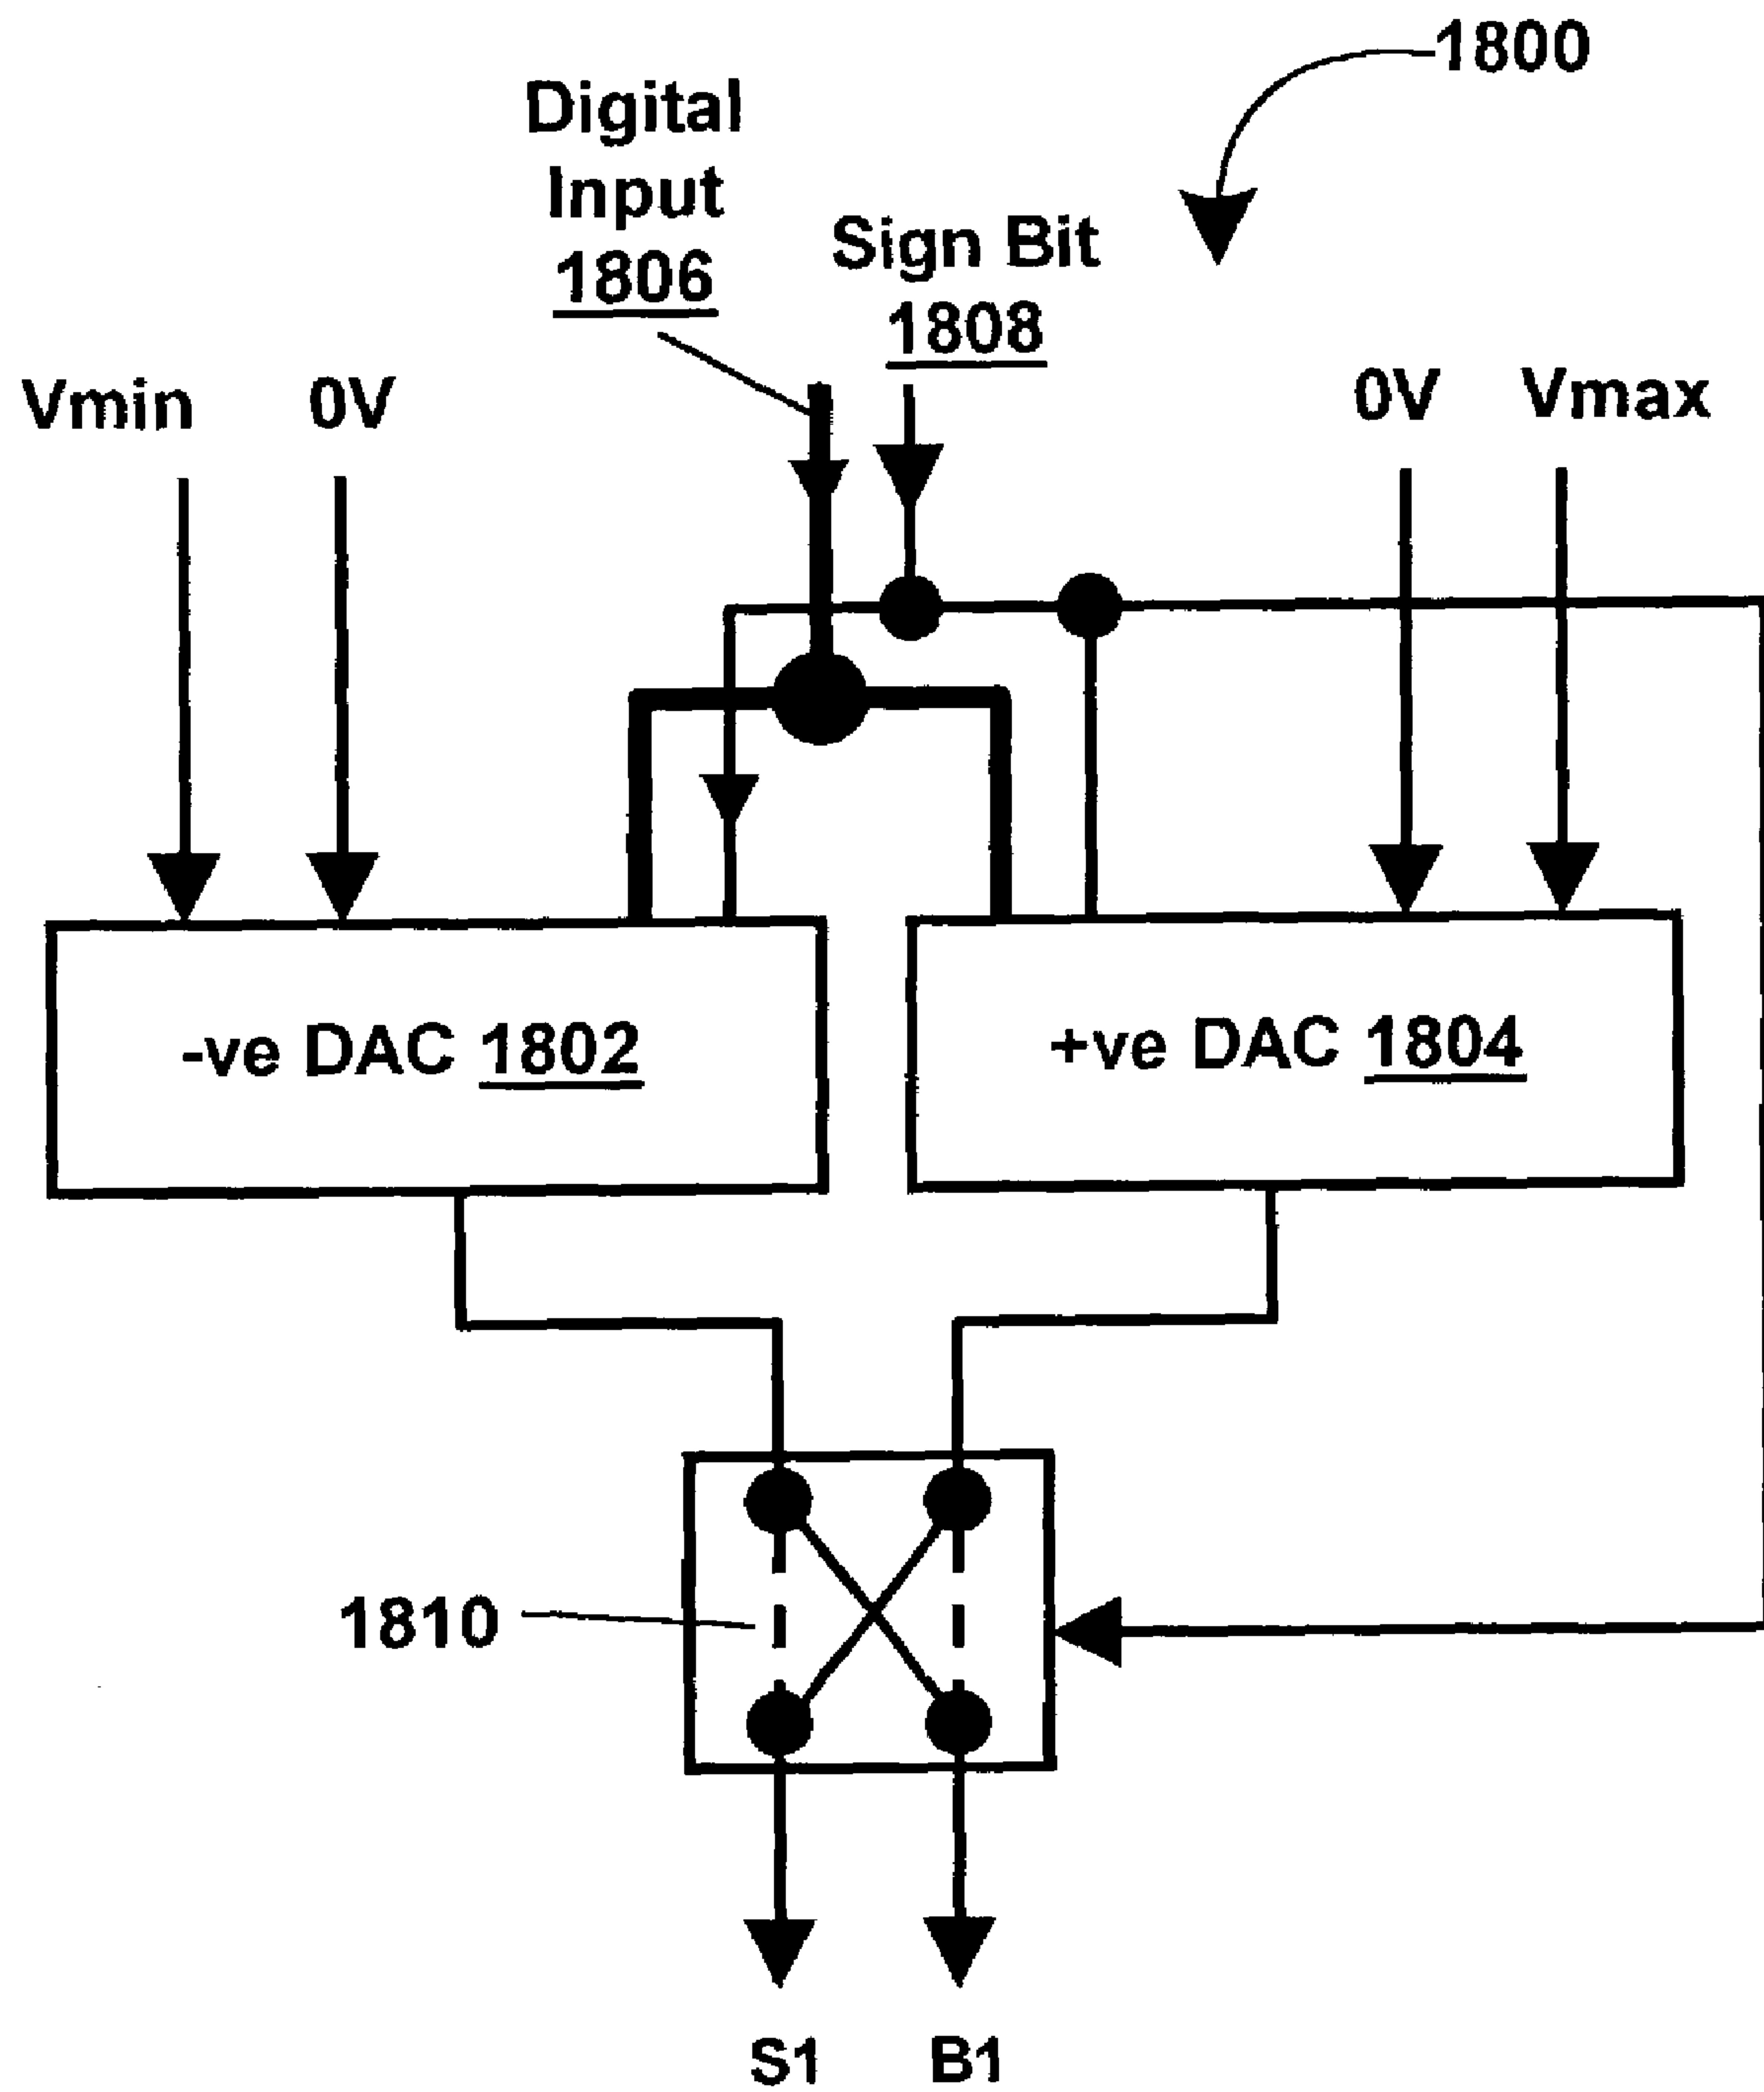 1800
Digital
Input
1806
Sign Bit
1808
Vmin
0V
0V
Vmax
-ve DAC 1802
+ve DAC 1804
1810
S1
B1